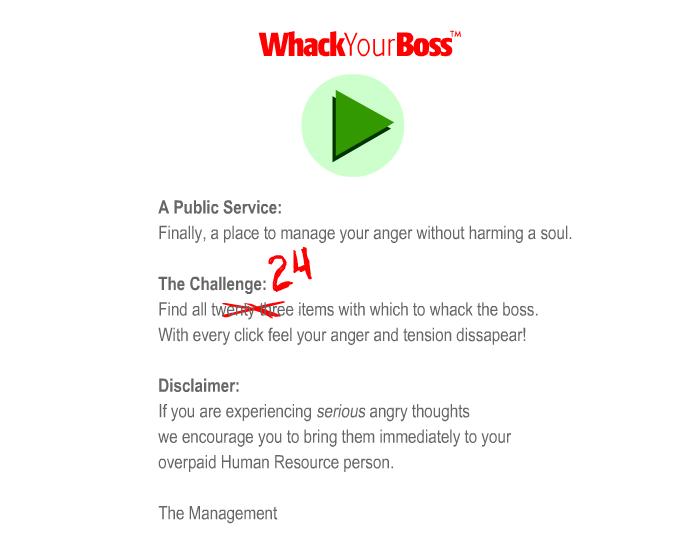 WhackYourBoss™
A Public Service:
Finally, a place to manage your anger without harming a soul.
The Challenge: 24
Find all twenty three items with which to whack the boss.
With every click feel your anger and tension dissapear!
Disclaimer:
If you are experiencing serious angry thoughts
we encourage you to bring them immediately to your
overpaid Human Resource person.
The Management